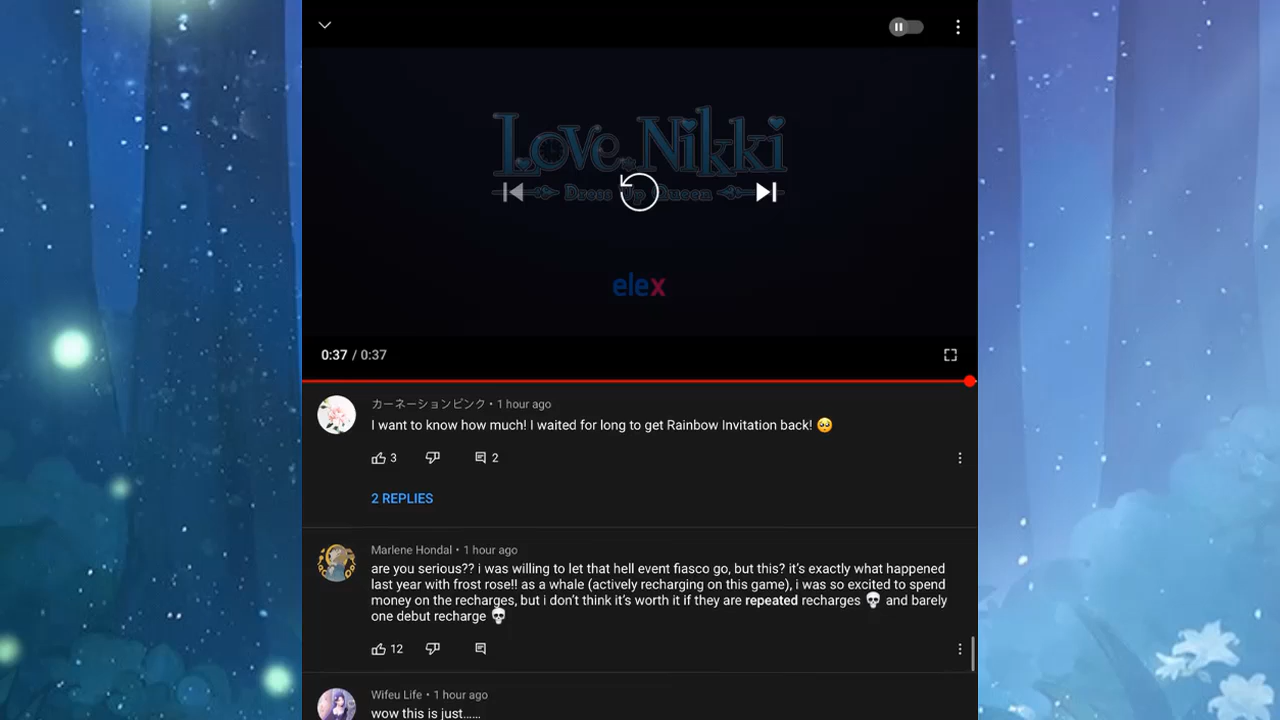 Love Nikki
Dress Up Queen
elex
0:37 / 0:37
カーネーションピンク • 1 hour ago
I want to know how much! I waited for long to get Rainbow Invitation back! 🥺
3
2
2 REPLIES
Marlene Hondal • 1 hour ago
are you serious?? i was willing to let that hell event fiasco go, but this? it's exactly what happened
last year with frost rose!! as a whale (actively recharging on this game), i was so excited to spend
money on the recharges, but i don't think it's worth it if they are repeated recharges 💀 and barely
one debut recharge 💀
12
Wifeu Life • 1 hour ago
wow this is just......